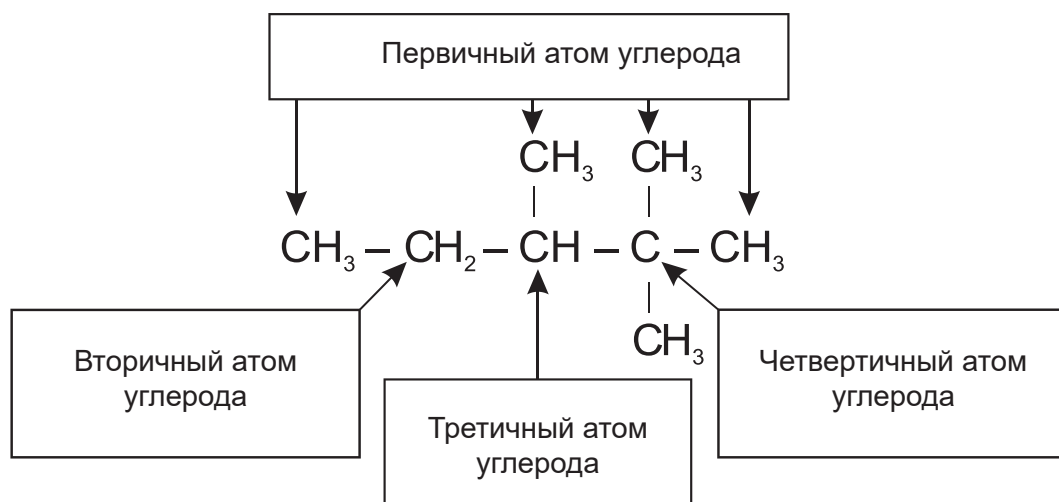 Первичный атом углерода
CH₃ CH₃
CH₃ – CH₂ – CH – C – CH₃
CH₃
Вторичный атом
углерода
Третичный атом
углерода
Четвертичный атом
углерода